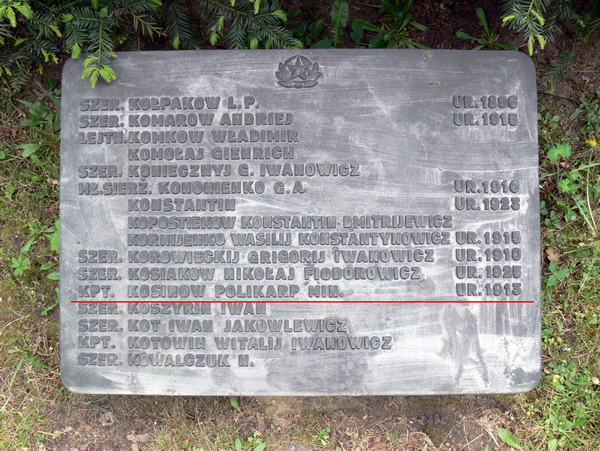 SZER. KOŁPAKOW L. P. UR. 1896
SZER. KOMAROW ANDRIEJ UR. 1915
LEJTN. KOMKOW WŁADIMIR
KOMOŁAJ GIENRICH
SZER. KONIECZNYJ G. IWANOWICZ
MŁ. SIERŻ. KONONIENKO G. A. UR. 1910
KONSTANTIN UR. 1923
KOPOSTIEKOW KONSTANTIN DMITRIJEWICZ
KORNIJENKO WASILIJ KONSTANTYNOWICZ UR. 1915
SZER. KOROWIECKIJ GRIGORIJ IWANOWICZ UR. 1910
SZER. KOSIAKOW NIKOŁAJ FIODOROWICZ UR. 1925
KPT. KOSINOW POLIKARP MIN. UR. 1913
SZER. KOSZYRIN IWAN
SZER. KOT IWAN JAKOWLEWICZ
KPT. KOTOWIN WITALIJ IWANOWICZ
SZER. KOWALCZUK N.